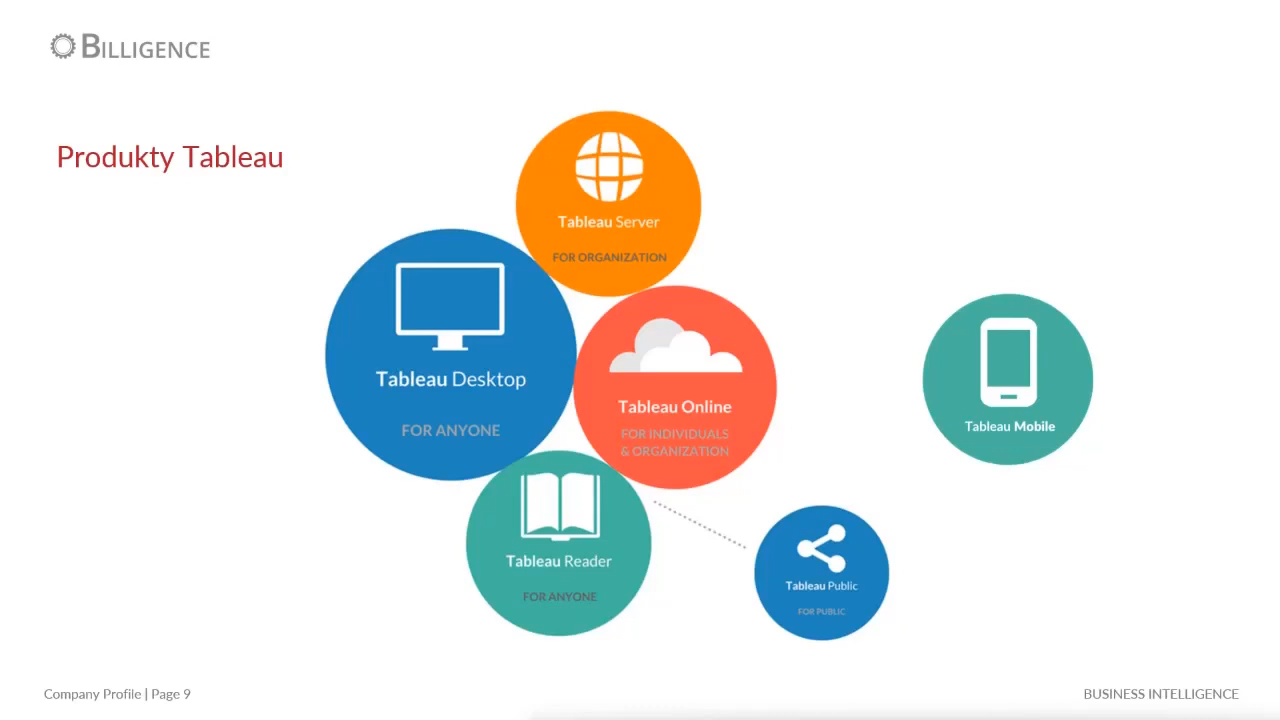 BILLIGENCE
Produkty Tableau
Tableau Server
FOR ORGANIZATION
Tableau Desktop
FOR ANYONE
Tableau Online
FOR INDIVIDUALS
& ORGANIZATION
Tableau Mobile
Tableau Reader
FOR ANYONE
Tableau Public
FOR PUBLIC
Company Profile | Page 9
BUSINESS INTELLIGENCE